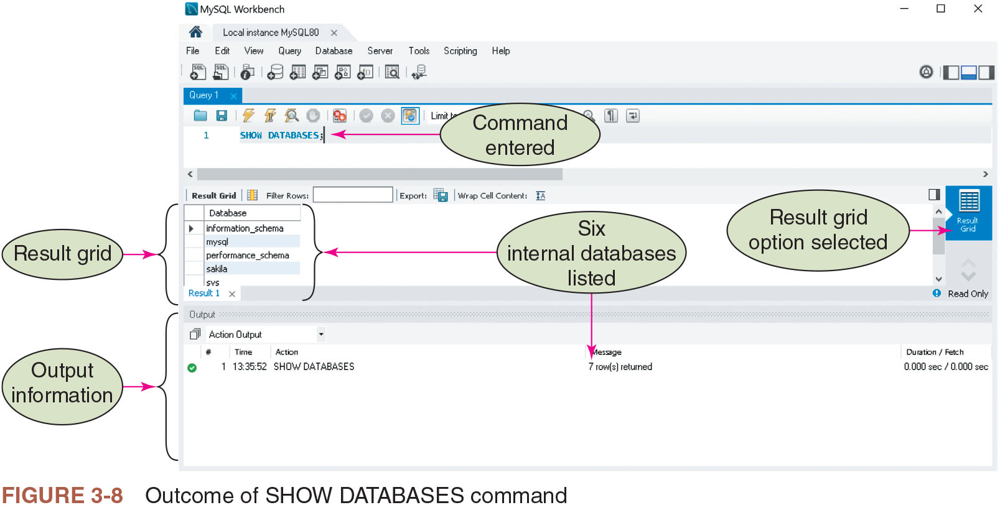 MySQL Workbench
Local instance MySQL80
File Edit View Query Database Server Tools Scripting Help
Query 1
Limit to
Command
entered
1 SHOW DATABASES;
Result Grid Filter Rows: Export: Wrap Cell Content:
Result
Grid
Database
information_schema
mysql
performance_schema
sakila
sys
Result 1
Read Only
Result grid
Six
internal databases
listed
Result grid
option selected
Output
Action Output
# Time Action Message Duration / Fetch
1 13:35:52 SHOW DATABASES 7 row(s) returned 0.000 sec / 0.000 sec
Output
information
FIGURE 3-8 Outcome of SHOW DATABASES command